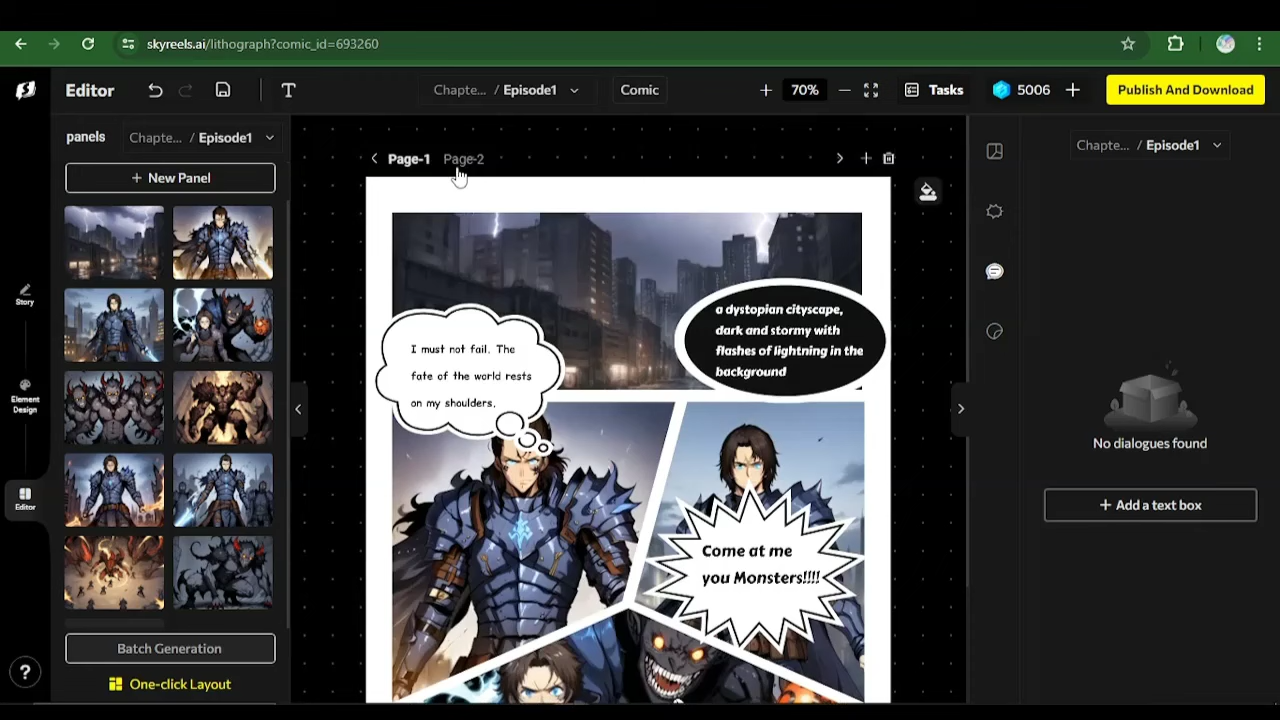 skyreels.ai/lithograph?comic_id=693260
Editor
T
Chapte... / Episode1
Comic
70%
Tasks
5006
Publish And Download
panels
Chapte... / Episode1
+ New Panel
Page-1 Page-2
Chapte... / Episode1
Story
Element
Design
Editor
a dystopian cityscape,
dark and stormy with
flashes of lightning in the
background
I must not fail. The
fate of the world rests
on my shoulders.
Come at me
you Monsters!!!!
No dialogues found
+ Add a text box
Batch Generation
One-click Layout
?